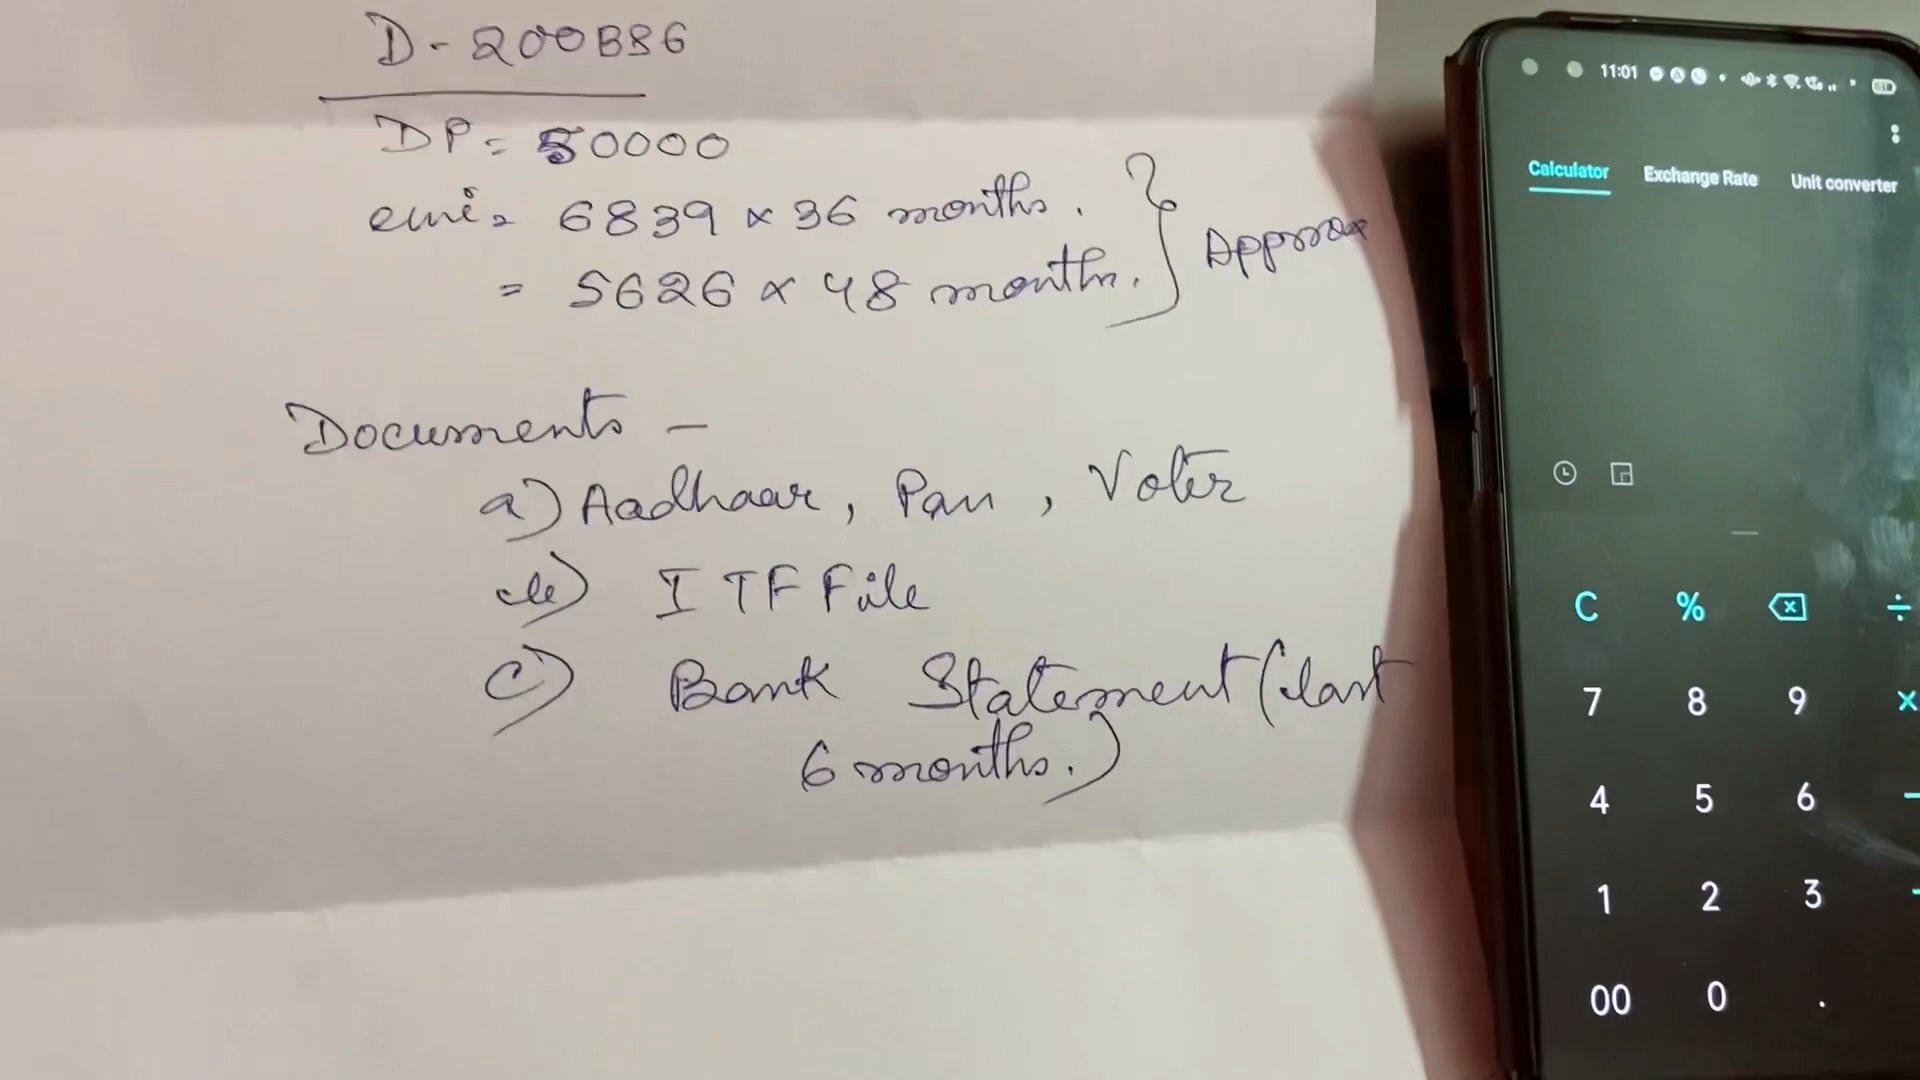 D - 200BS6
DP = 50000
emi = 6839 × 36 months.
= 5626 × 48 months.
} Approx
Documents -
a) Aadhaar, Pan, Voter
b) ITF File
c) Bank Statement (last
6 months.)
11:01
Calculator Exchange Rate Unit converter
C % ÷
7 8 9 ×
4 5 6 −
1 2 3 +
00 0 .